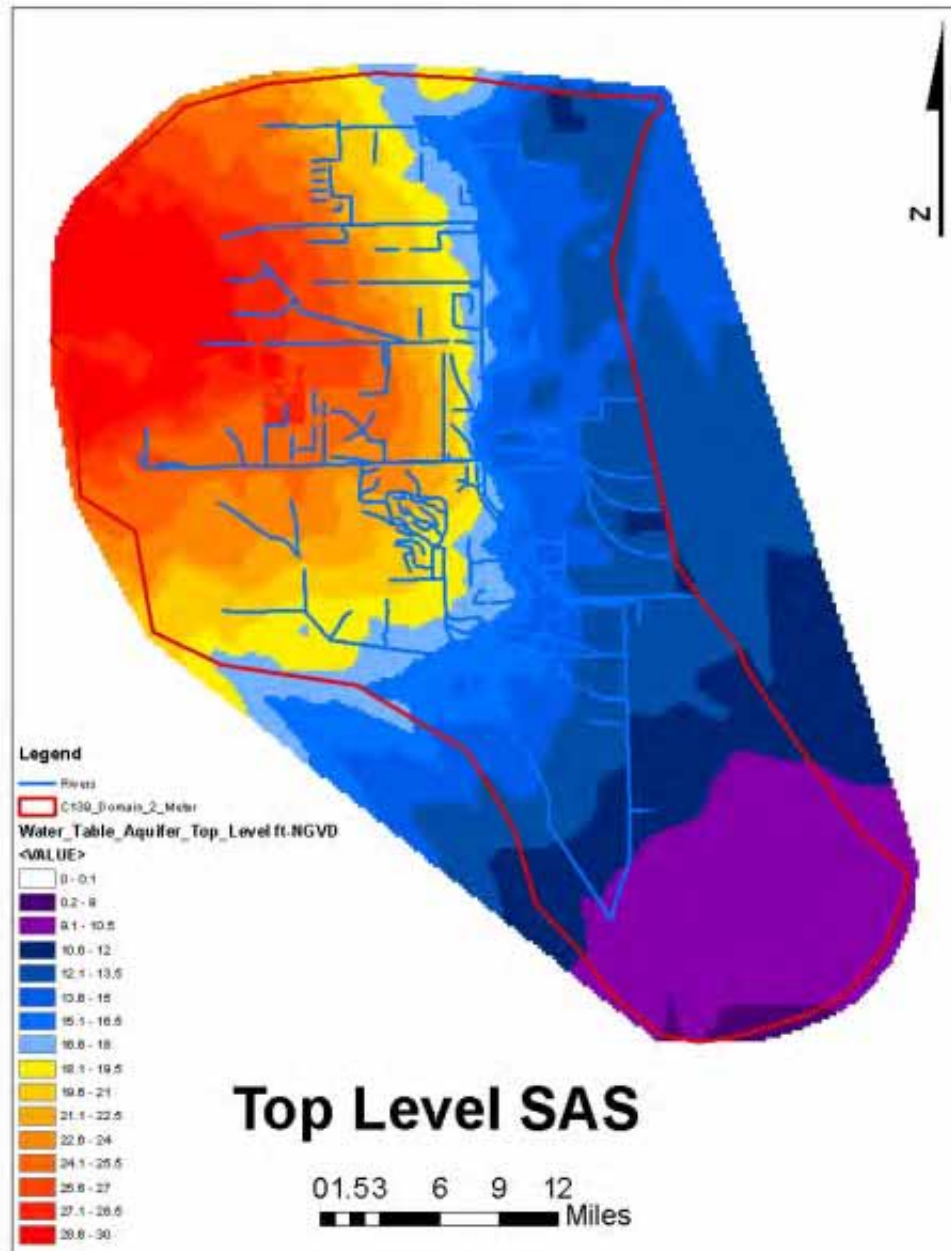 N
Legend
Rivers
C139_Domain_2_Meter
Water_Table_Aquifer_Top_Level ft-NGVD
<VALUE>
0 - 0.1
0.2 - 9
9.1 - 10.5
10.6 - 12
12.1 - 13.5
13.6 - 15
15.1 - 16.5
16.6 - 18
18.1 - 19.5
19.6 - 21
21.1 - 22.5
22.6 - 24
24.1 - 25.5
25.6 - 27
27.1 - 28.5
28.6 - 30
Top Level SAS
0 1.5 3 6 9 12
Miles